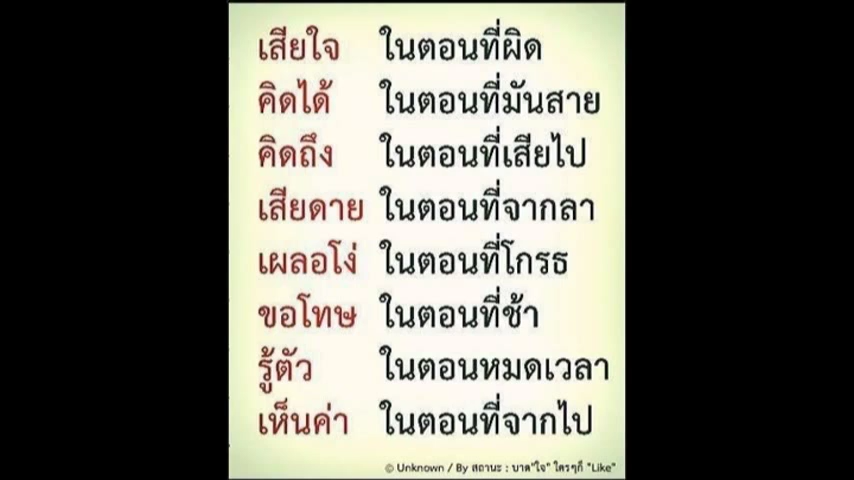 เสียใจ ในตอนที่ผิด
คิดได้ ในตอนที่มันสาย
คิดถึง ในตอนที่เสียไป
เสียดาย ในตอนที่จากลา
เผลอโง่ ในตอนที่โกรธ
ขอโทษ ในตอนที่ช้า
รู้ตัว ในตอนหมดเวลา
เห็นค่า ในตอนที่จากไป
© Unknown / By สถานะ : บาด"ใจ" ใครๆก็ "Like"